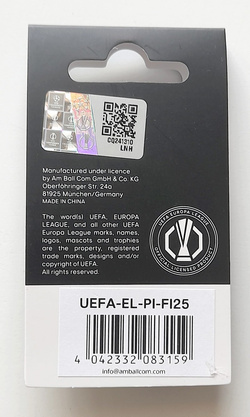 CQ241310
LNH
Manufactured under licence
by Am Ball Com GmbH & Co. KG
Oberföhringer Str. 24a
81925 München/Germany
MADE IN CHINA
The word(s) UEFA, EUROPA
LEAGUE, and all other UEFA
Europa League marks, names,
logos, mascots and trophies
are the property, registered
trade marks, designs and/or
copyright of UEFA.
All rights reserved.
UEFA EUROPA LEAGUE
OFFICIAL LICENSED PRODUCT
UEFA-EL-PI-FI25
4 042332 083159
info@amballcom.com